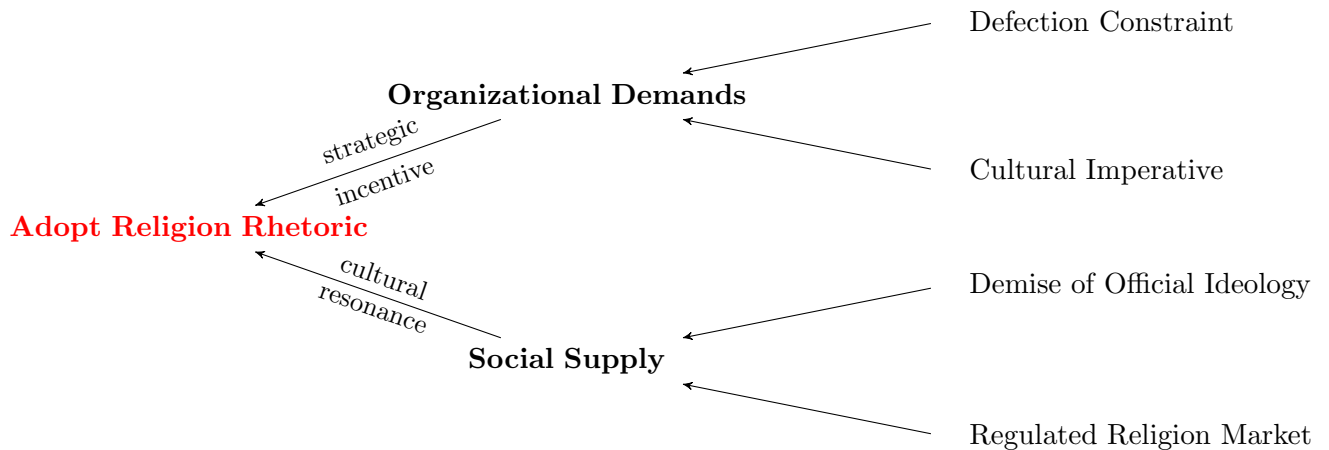 Defection Constraint
Organizational Demands
strategic
incentive
Cultural Imperative
Adopt Religion Rhetoric
cultural
resonance
Demise of Official Ideology
Social Supply
Regulated Religion Market